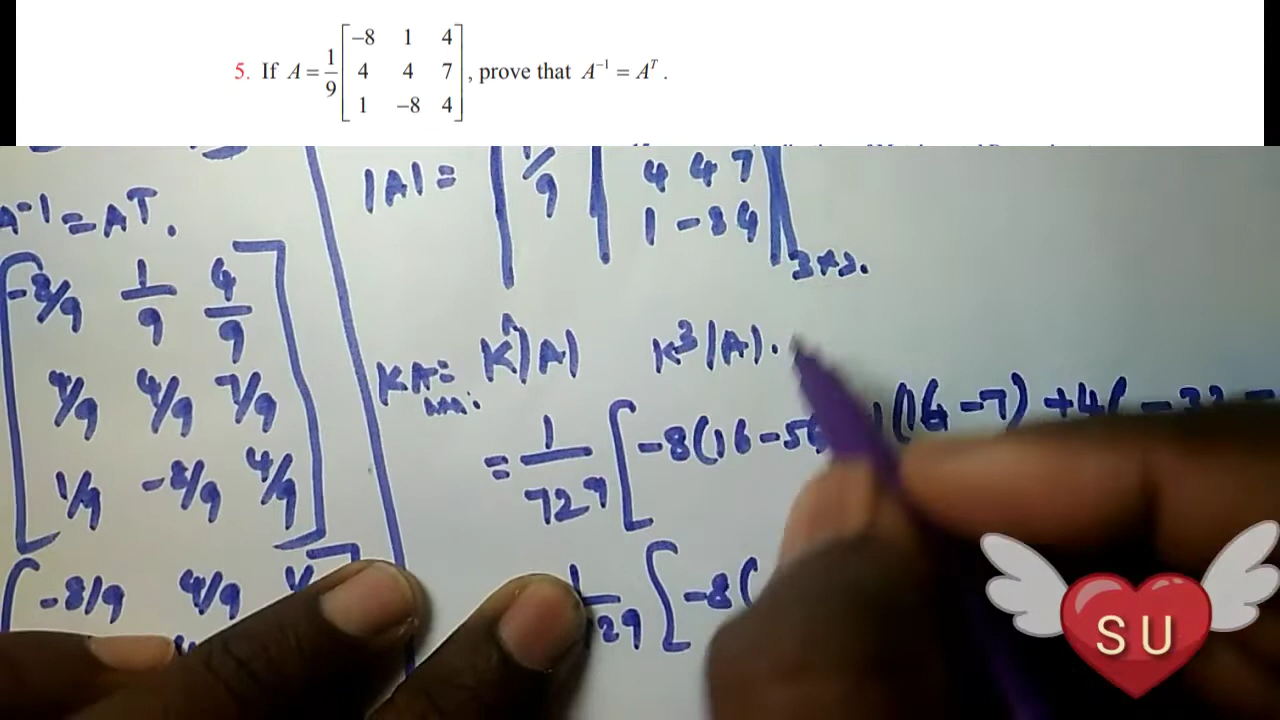 5. If A = 1/9 [ -8 1 4
4 4 7
1 -8 4 ], prove that A⁻¹ = Aᵀ.
A⁻¹ = Aᵀ.
[ -8/9 1/9 4/9
4/9 4/9 7/9
1/9 -8/9 4/9 ]
[ -8/9 4/9
|A| = | 1/9 | 4 4 7
1 -8 4 |
KA = Kⁿ|A| K³|A|.
= 1/729 [ -8(16-56 (16-7) +4(-32-
[ -8(
SU